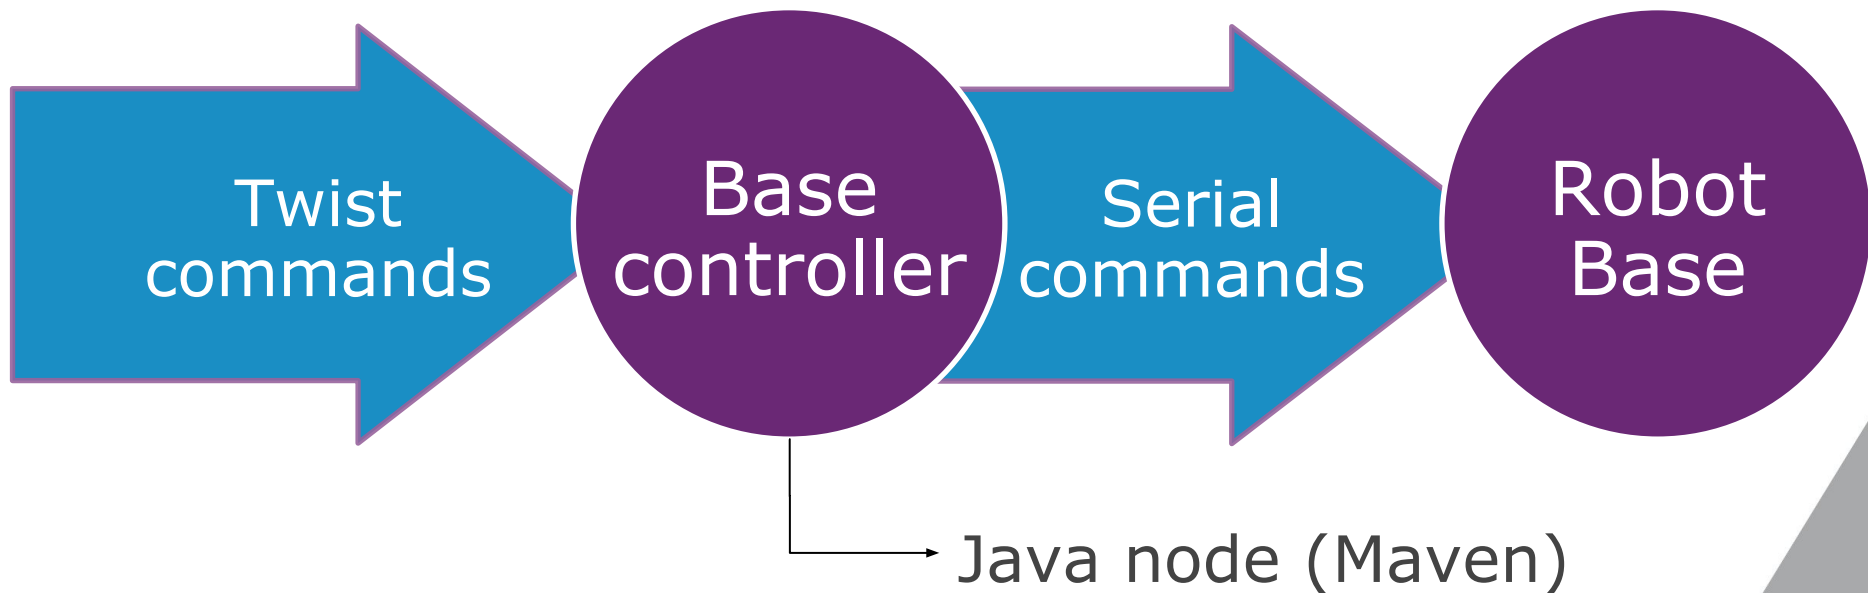 Twist
commands
Base
controller
Serial
commands
Robot
Base
Java node (Maven)